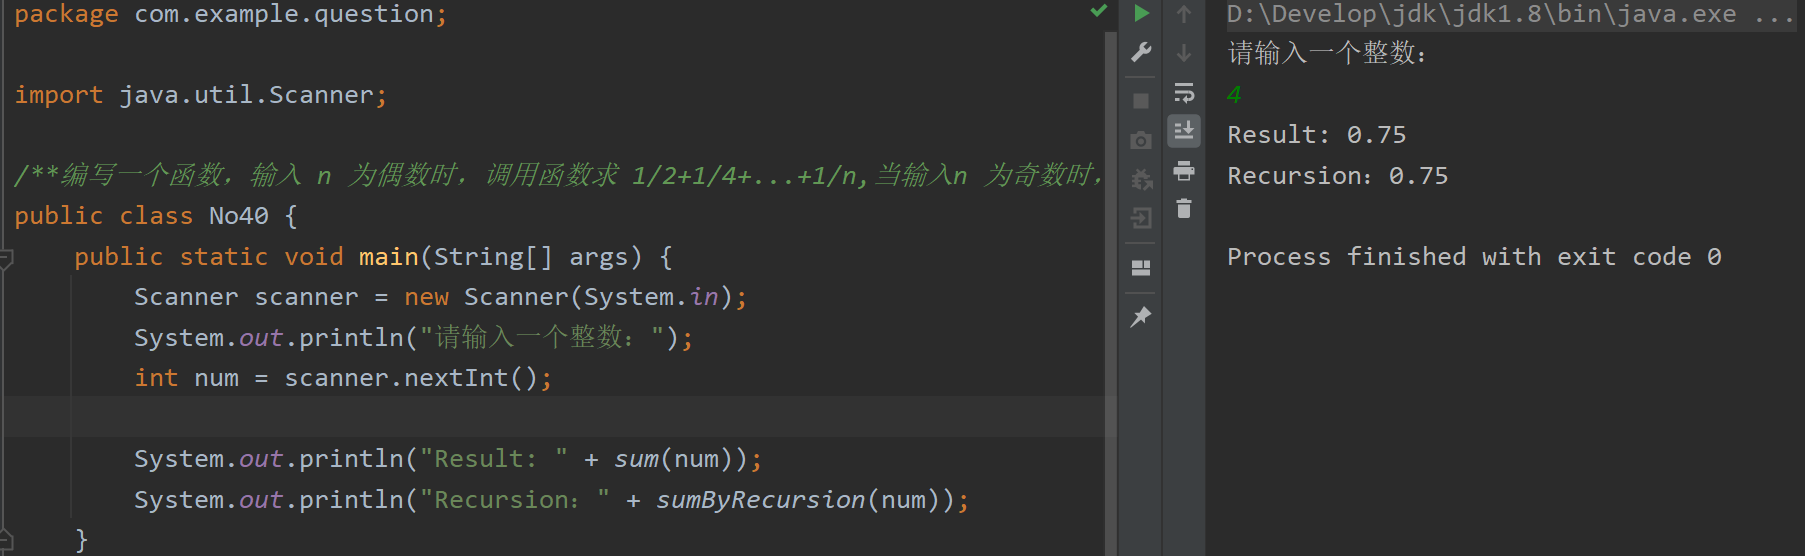 package com.example.question;
import java.util.Scanner;
/**编写一个函数，输入 n 为偶数时，调用函数求 1/2+1/4+...+1/n,当输入n 为奇数时，
public class No40 {
public static void main(String[] args) {
Scanner scanner = new Scanner(System.in);
System.out.println("请输入一个整数：");
int num = scanner.nextInt();
System.out.println("Result: " + sum(num));
System.out.println("Recursion：" + sumByRecursion(num));
}
D:\Develop\jdk\jdk1.8\bin\java.exe ...
请输入一个整数：
4
Result: 0.75
Recursion：0.75
Process finished with exit code 0